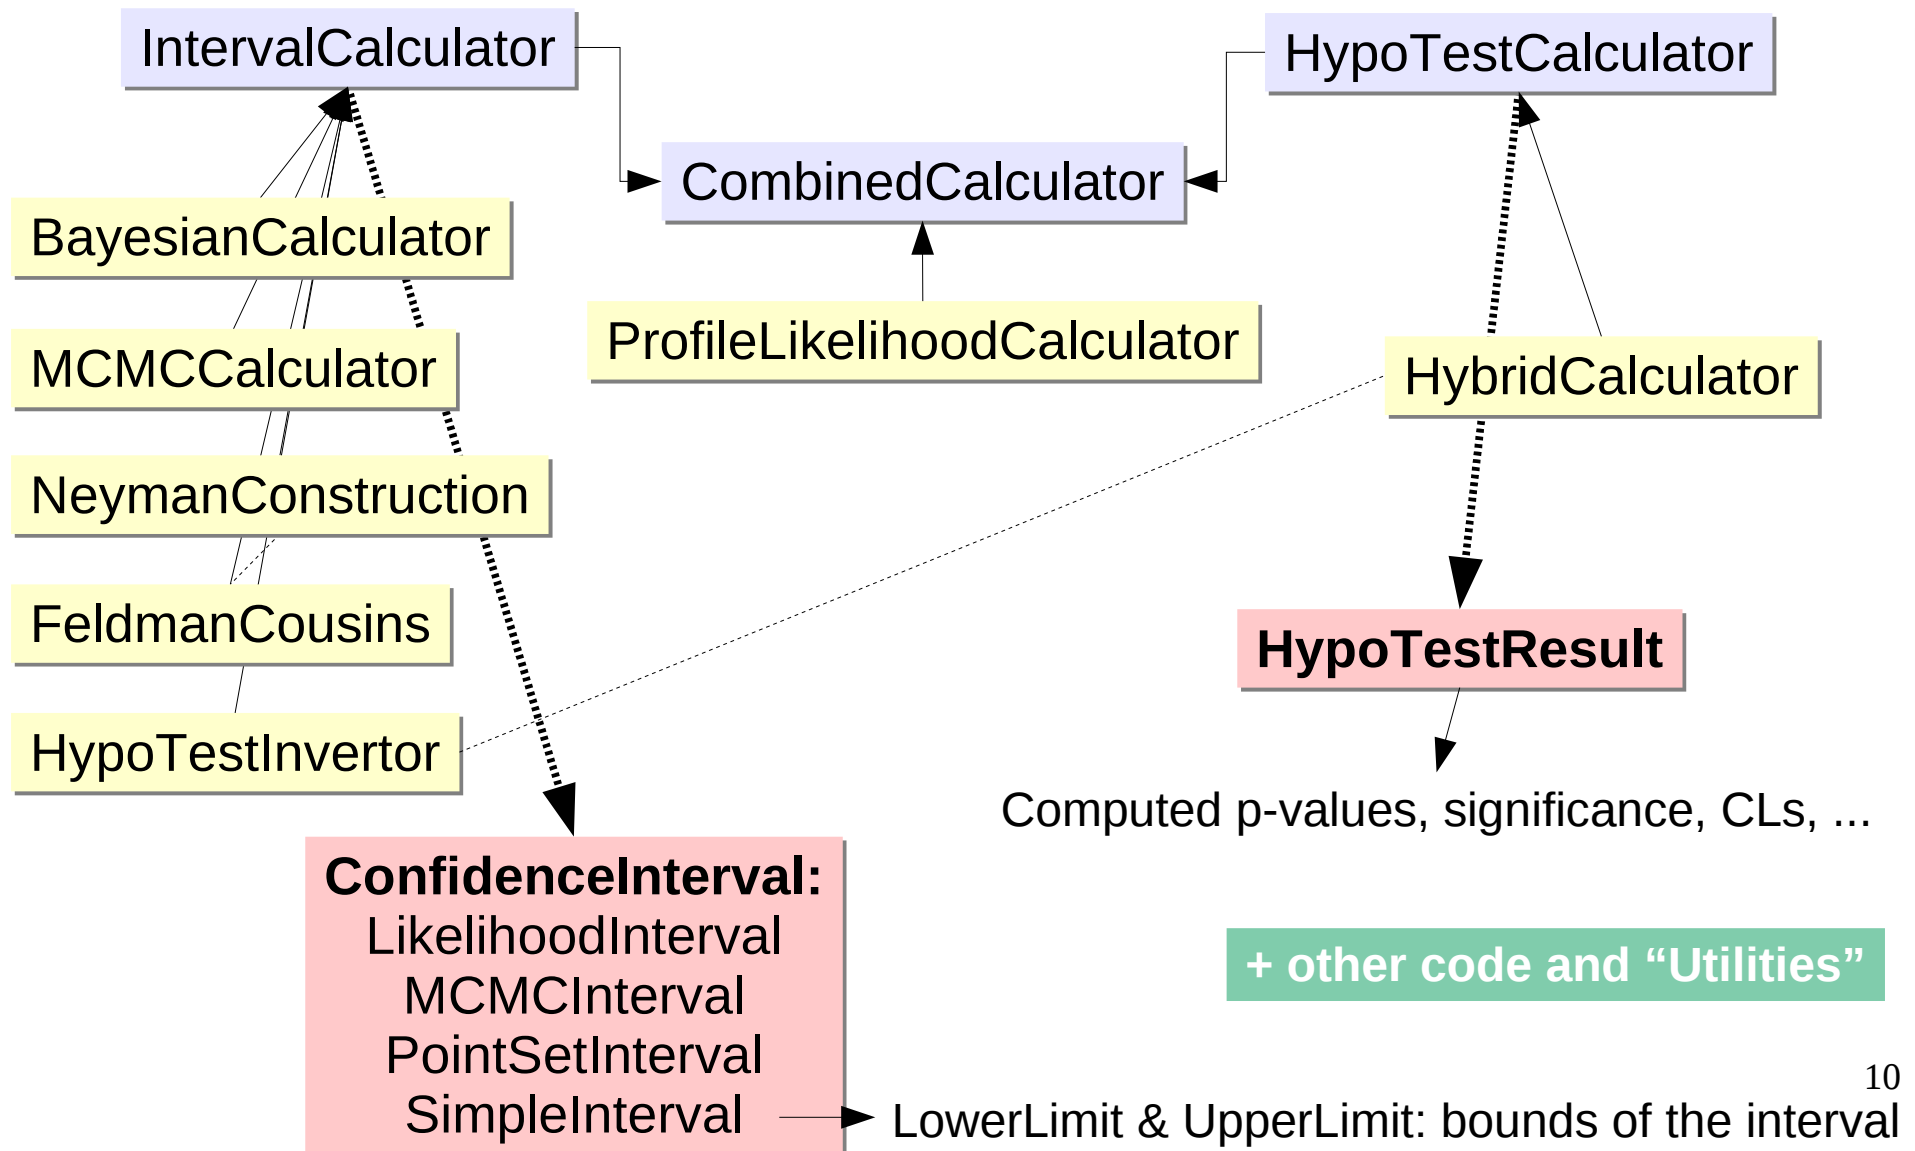 IntervalCalculator
HypoTestCalculator
CombinedCalculator
BayesianCalculator
ProfileLikelihoodCalculator
MCMCCalculator
HybridCalculator
NeymanConstruction
FeldmanCousins
HypoTestResult
HypoTestInvertor
Computed p-values, significance, CLs, ...
ConfidenceInterval:
LikelihoodInterval
MCMCInterval
PointSetInterval
SimpleInterval
+ other code and “Utilities”
10
LowerLimit & UpperLimit: bounds of the interval